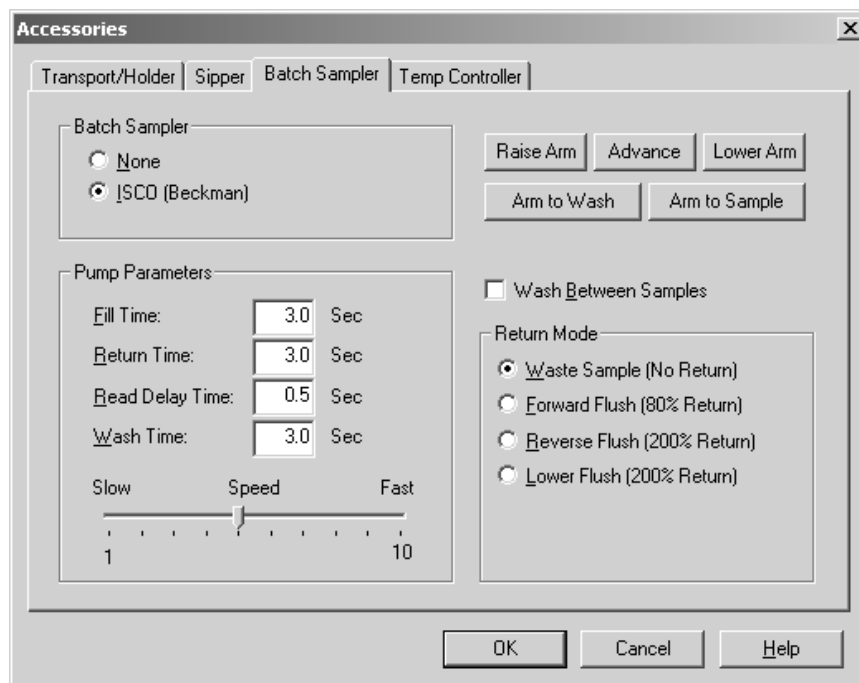 Accessories
Transport/Holder Sipper Batch Sampler Temp Controller
Batch Sampler
None
ISCO (Beckman)
Raise Arm Advance Lower Arm
Arm to Wash Arm to Sample
Pump Parameters
Fill Time: 3.0 Sec
Return Time: 3.0 Sec
Read Delay Time: 0.5 Sec
Wash Time: 3.0 Sec
Slow Speed Fast
1 10
Wash Between Samples
Return Mode
Waste Sample (No Return)
Forward Flush (80% Return)
Reverse Flush (200% Return)
Lower Flush (200% Return)
OK Cancel Help